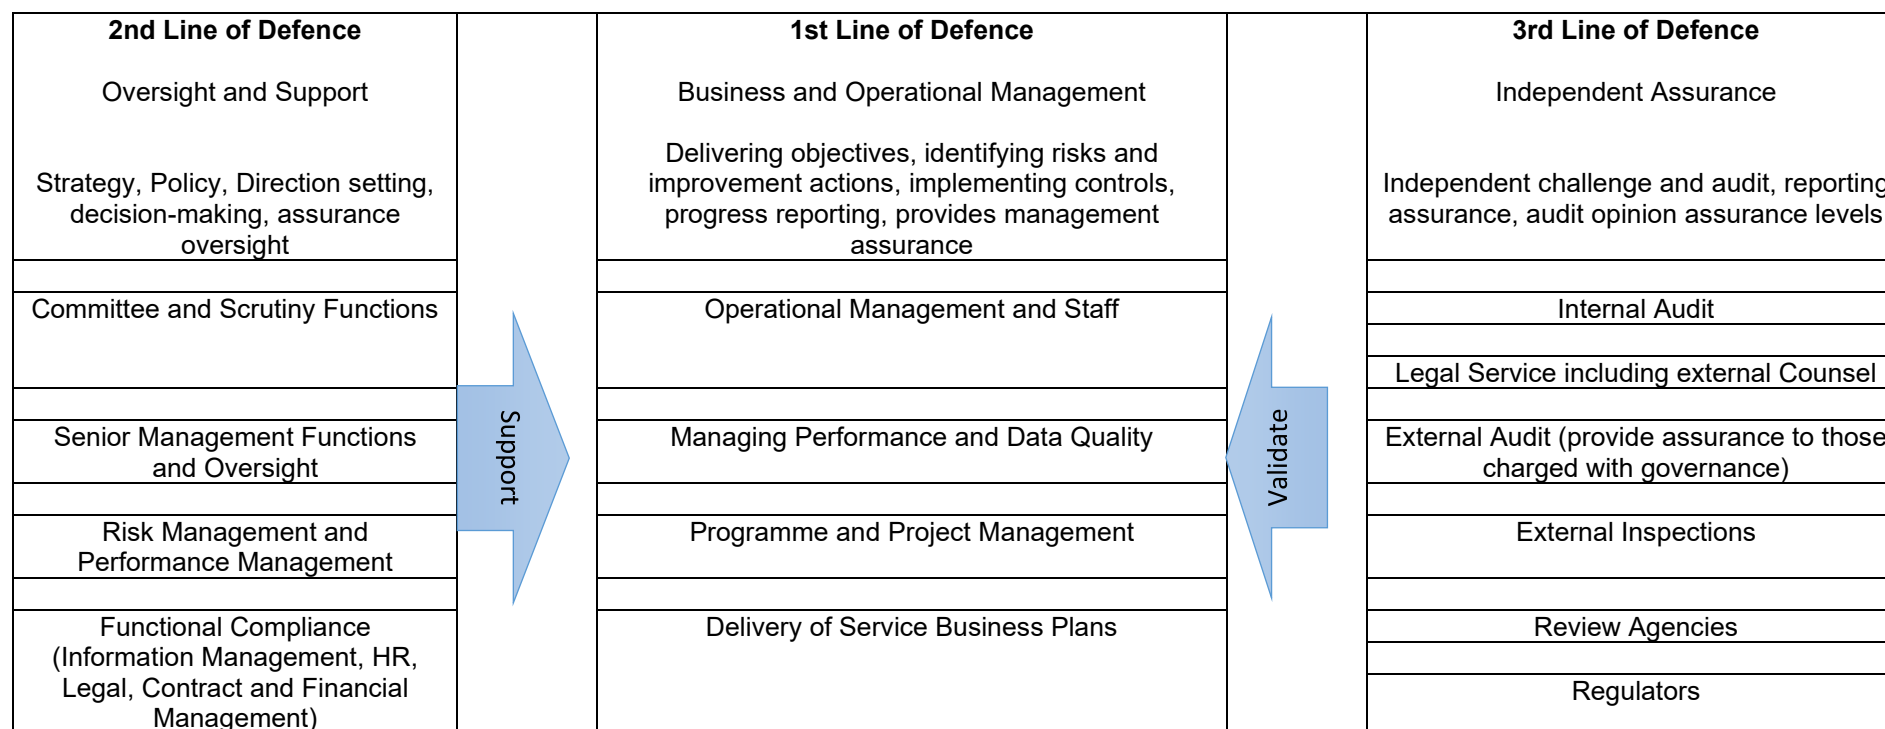 2nd Line of Defence
Oversight and Support
Strategy, Policy, Direction setting,
decision-making, assurance
oversight
Committee and Scrutiny Functions
Senior Management Functions
and Oversight
Risk Management and
Performance Management
Functional Compliance
(Information Management, HR,
Legal, Contract and Financial
Management)
Support
1st Line of Defence
Business and Operational Management
Delivering objectives, identifying risks and
improvement actions, implementing controls,
progress reporting, provides management
assurance
Operational Management and Staff
Managing Performance and Data Quality
Programme and Project Management
Delivery of Service Business Plans
Validate
3rd Line of Defence
Independent Assurance
Independent challenge and audit, reporting
assurance, audit opinion assurance levels
Internal Audit
Legal Service including external Counsel
External Audit (provide assurance to those
charged with governance)
External Inspections
Review Agencies
Regulators